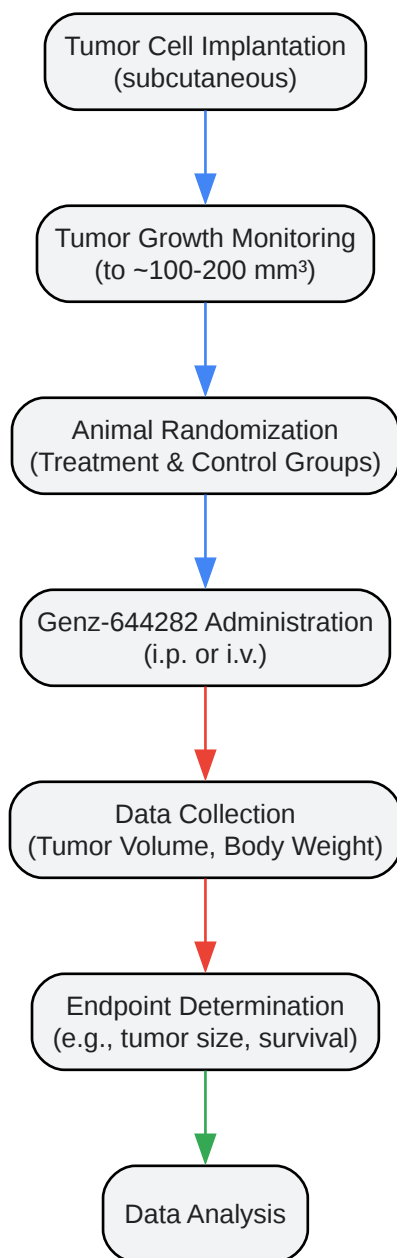 Tumor Cell Implantation
(subcutaneous)
Tumor Growth Monitoring
(to ~100-200 mm³)
Animal Randomization
(Treatment & Control Groups)
Genz-644282 Administration
(i.p. or i.v.)
Data Collection
(Tumor Volume, Body Weight)
Endpoint Determination
(e.g., tumor size, survival)
Data Analysis